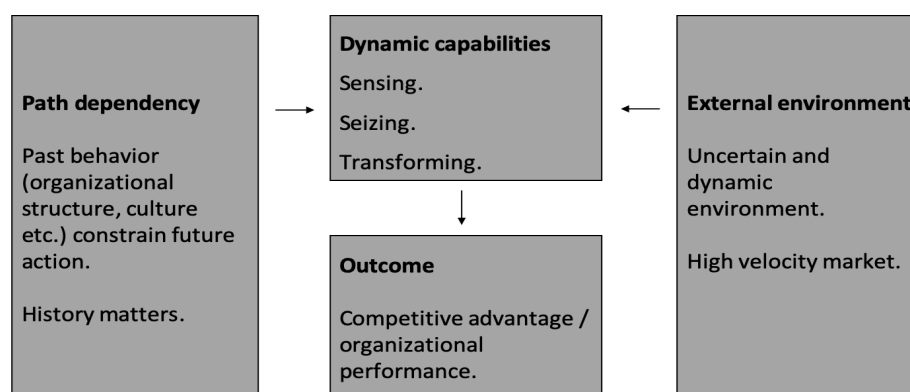 Path dependency
Past behavior
(organizational
structure, culture
etc.) constrain future
action.
History matters.
Dynamic capabilities
Sensing.
Seizing.
Transforming.
Outcome
Competitive advantage /
organizational
performance.
External environment
Uncertain and
dynamic
environment.
High velocity market.